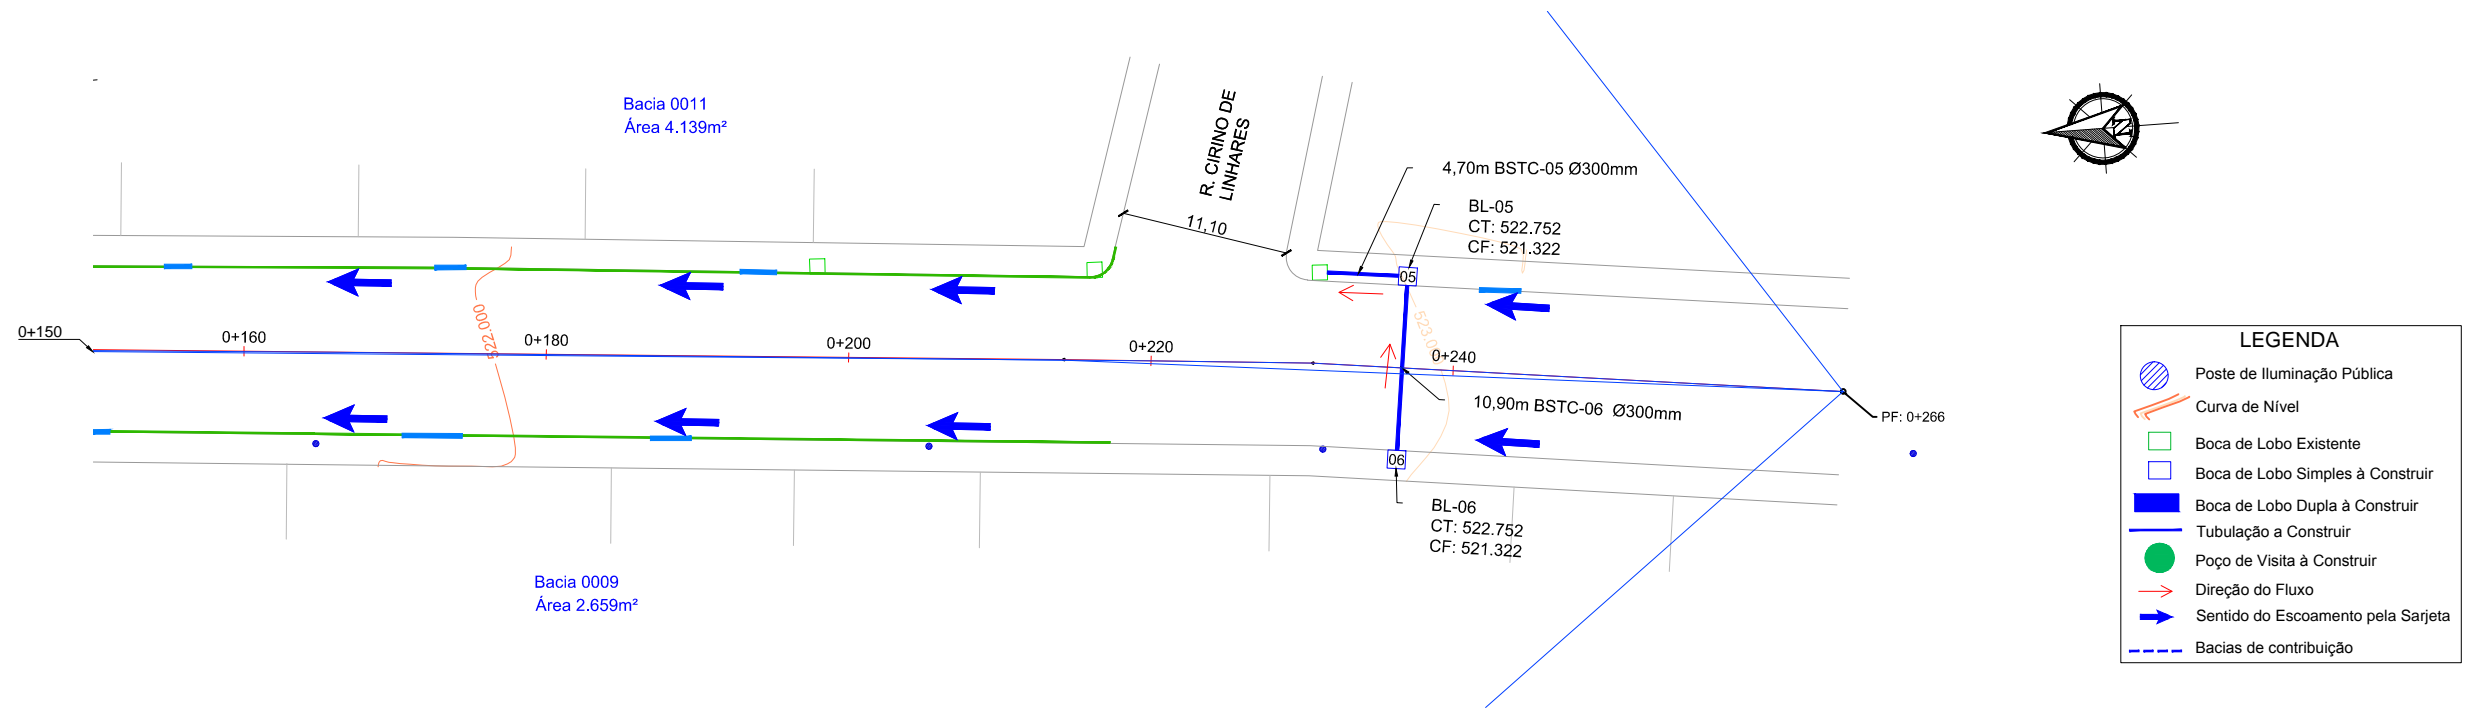 Bacia 0011
Área 4.139m²
R. CIRINO DE
LINHARES
11,10
4,70m BSTC-05 Ø300mm
BL-05
CT: 522.752
CF: 521.322
05
N
0+150
0+160
0+180
0+200
0+220
0+240
522.000
10,90m BSTC-06 Ø300mm
PF: 0+266
06
BL-06
CT: 522.752
CF: 521.322
Bacia 0009
Área 2.659m²
LEGENDA
Poste de Iluminação Pública
Curva de Nível
Boca de Lobo Existente
Boca de Lobo Simples à Construir
Boca de Lobo Dupla à Construir
Tubulação a Construir
Poço de Visita à Construir
Direção do Fluxo
Sentido do Escoamento pela Sarjeta
Bacias de contribuição